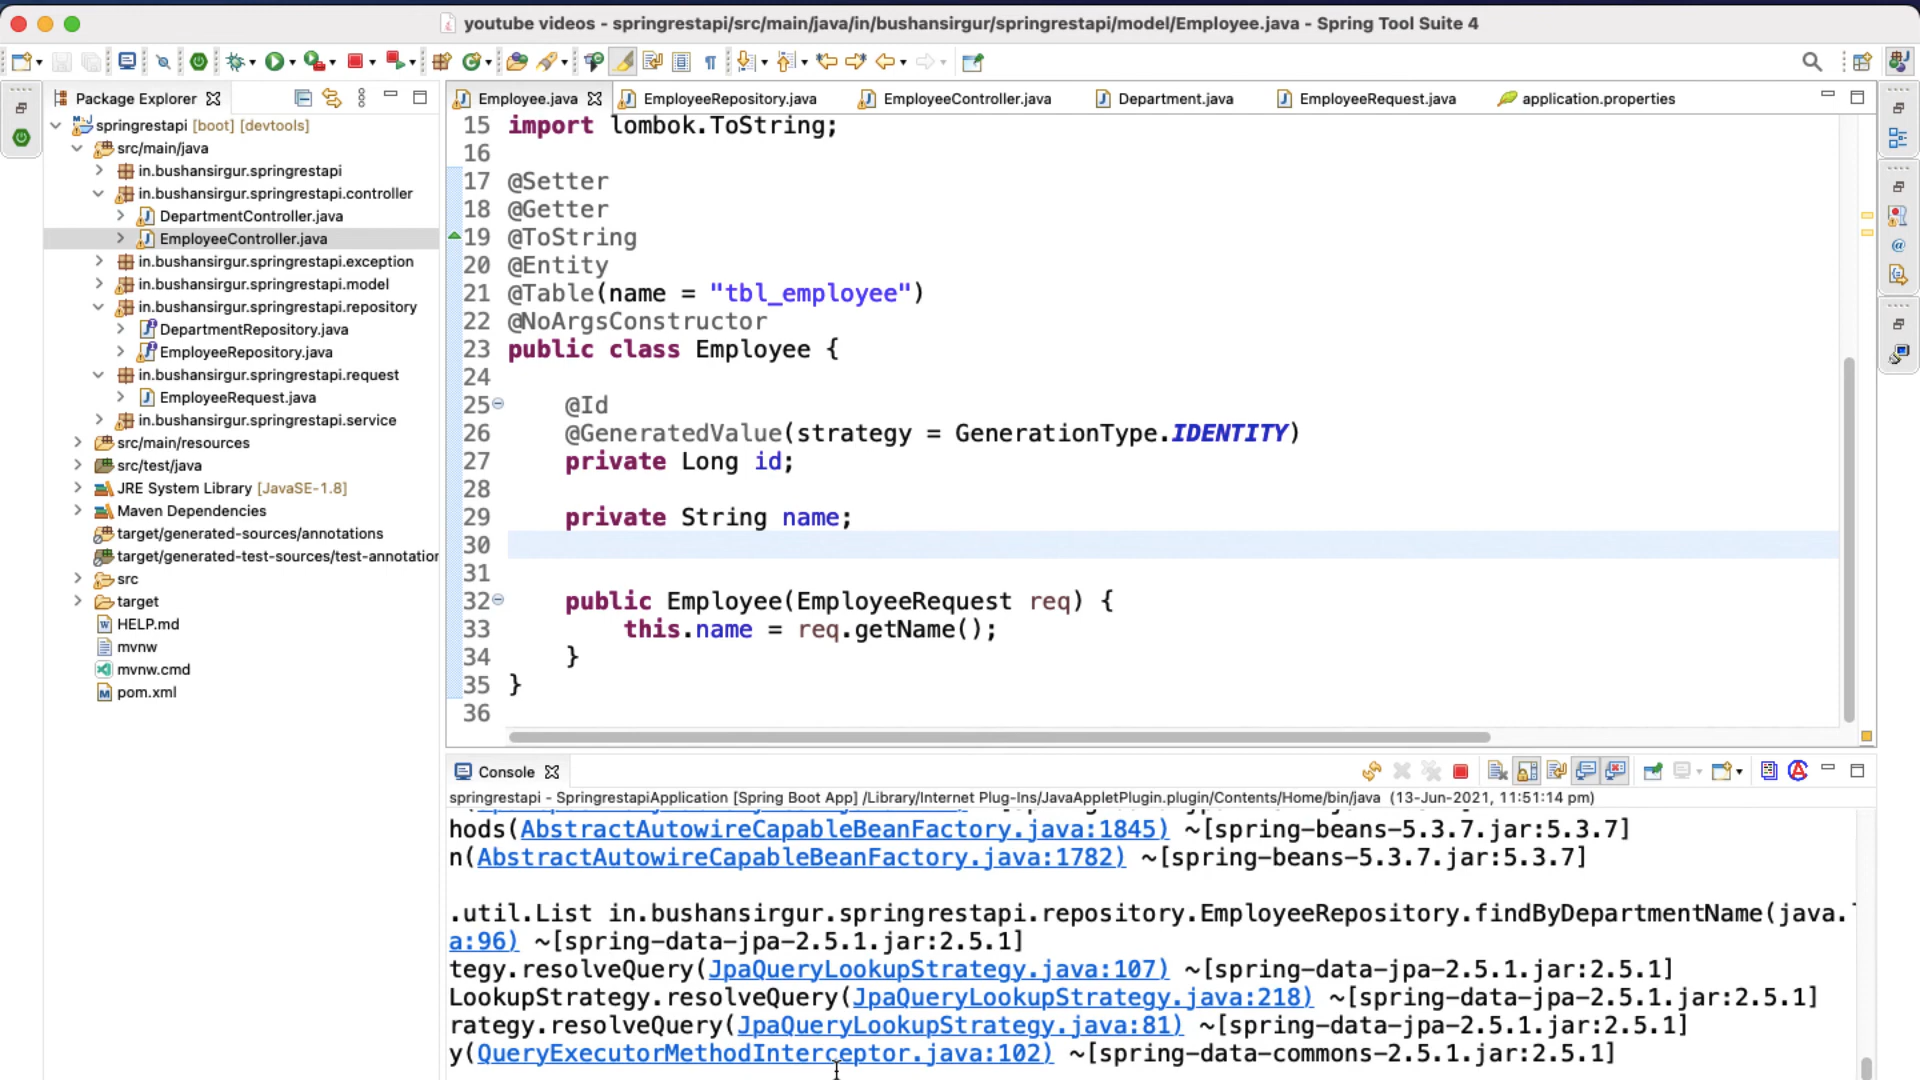 youtube videos - springrestapi/src/main/java/in/bushansirgur/springrestapi/model/Employee.java - Spring Tool Suite 4
Package Explorer
springrestapi [boot] [devtools]
src/main/java
in.bushansirgur.springrestapi
in.bushansirgur.springrestapi.controller
DepartmentController.java
EmployeeController.java
in.bushansirgur.springrestapi.exception
in.bushansirgur.springrestapi.model
in.bushansirgur.springrestapi.repository
DepartmentRepository.java
EmployeeRepository.java
in.bushansirgur.springrestapi.request
EmployeeRequest.java
in.bushansirgur.springrestapi.service
src/main/resources
src/test/java
JRE System Library [JavaSE-1.8]
Maven Dependencies
target/generated-sources/annotations
target/generated-test-sources/test-annotation
src
target
HELP.md
mvnw
mvnw.cmd
pom.xml
Employee.java EmployeeRepository.java EmployeeController.java Department.java EmployeeRequest.java application.properties
15 import lombok.ToString;
16
17 @Setter
18 @Getter
19 @ToString
20 @Entity
21 @Table(name = "tbl_employee")
22 @NoArgsConstructor
23 public class Employee {
24
25 @Id
26 @GeneratedValue(strategy = GenerationType.IDENTITY)
27 private Long id;
28
29 private String name;
30
31
32 public Employee(EmployeeRequest req) {
33 this.name = req.getName();
34 }
35 }
36
Console
springrestapi - SpringrestapiApplication [Spring Boot App] /Library/Internet Plug-Ins/JavaAppletPlugin.plugin/Contents/Home/bin/java (13-Jun-2021, 11:51:14 pm)
hods(AbstractAutowireCapableBeanFactory.java:1845) ~[spring-beans-5.3.7.jar:5.3.7]
n(AbstractAutowireCapableBeanFactory.java:1782) ~[spring-beans-5.3.7.jar:5.3.7]
.util.List in.bushansirgur.springrestapi.repository.EmployeeRepository.findByDepartmentName(java.
a:96) ~[spring-data-jpa-2.5.1.jar:2.5.1]
tegy.resolveQuery(JpaQueryLookupStrategy.java:107) ~[spring-data-jpa-2.5.1.jar:2.5.1]
LookupStrategy.resolveQuery(JpaQueryLookupStrategy.java:218) ~[spring-data-jpa-2.5.1.jar:2.5.1]
rategy.resolveQuery(JpaQueryLookupStrategy.java:81) ~[spring-data-jpa-2.5.1.jar:2.5.1]
y(QueryExecutorMethodInterceptor.java:102) ~[spring-data-commons-2.5.1.jar:2.5.1]